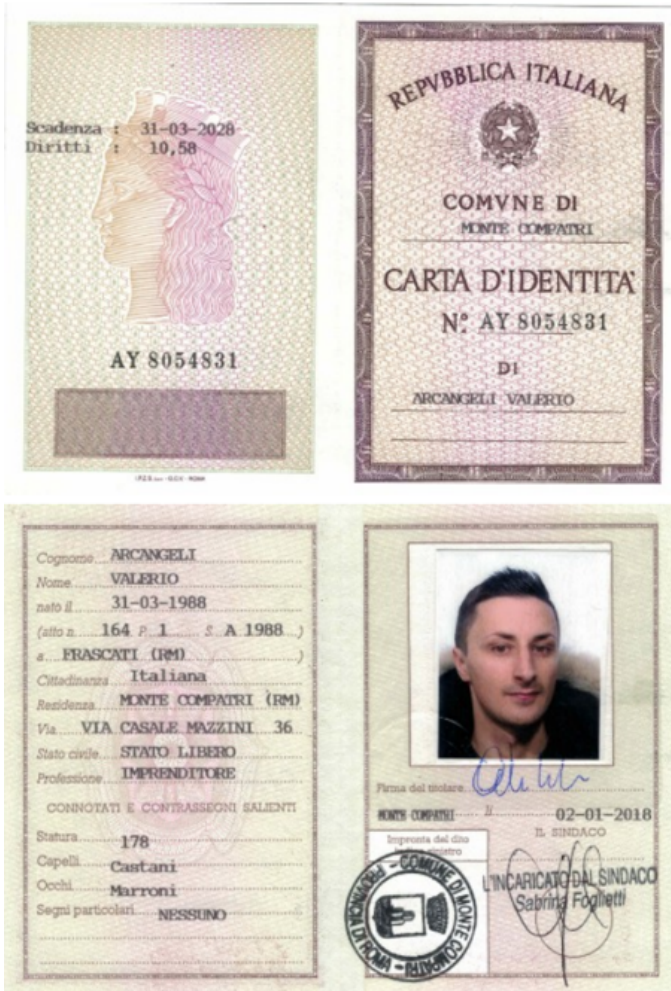 Scadenza : 31-03-2028
Diritti : 10,58
AY 8054831
REPVBBLICA ITALIANA
COMVNE DI
MONTE COMPATRI
CARTA D'IDENTITA'
N.º AY 8054831
DI
ARCANGELI VALERIO
Cognome ARCANGELI
Nome VALERIO
nato il 31-03-1988
(atto n. 164 P. 1 S. A 1988 )
a FRASCATI (RM) )
Cittadinanza Italiana
Residenza MONTE COMPATRI (RM)
Via VIA CASALE MAZZINI 36
Stato civile STATO LIBERO
Professione IMPRENDITORE
CONNOTATI E CONTRASSEGNI SALIENTI
Statura 178
Capelli Castani
Occhi Marroni
Segni particolari NESSUNO
Firma del titolare
MONTE COMPATRI li 02-01-2018
IL SINDACO
Impronta del dito
sinistro
L'INCARICATO DAL SINDACO
Sabrina Foglietti
COMUNE DI MONTE COMPATRI - PROVINCIA DI ROMA -